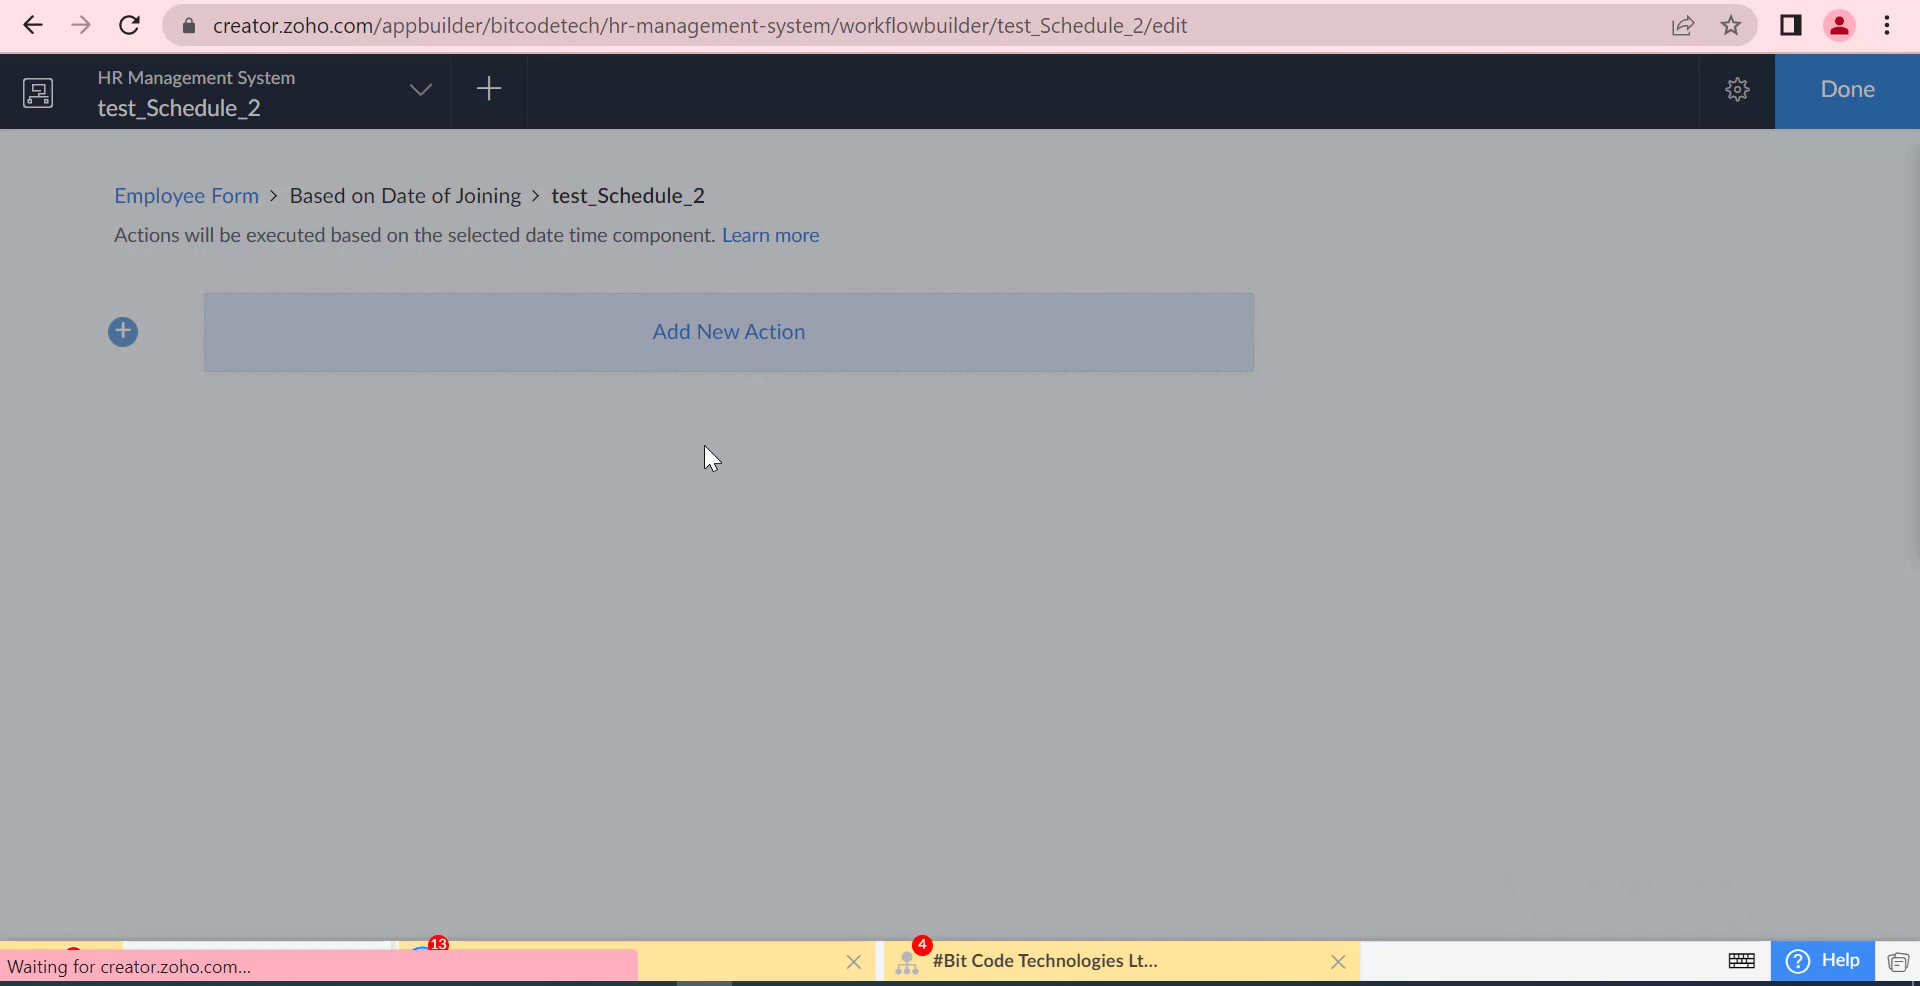 creator.zoho.com/appbuilder/bitcodetech/hr-management-system/workflowbuilder/test_Schedule_2/edit
HR Management System
test_Schedule_2
Done
Employee Form > Based on Date of Joining > test_Schedule_2
Actions will be executed based on the selected date time component. Learn more
Add New Action
13
4
Waiting for creator.zoho.com...
#Bit Code Technologies Lt...
Help